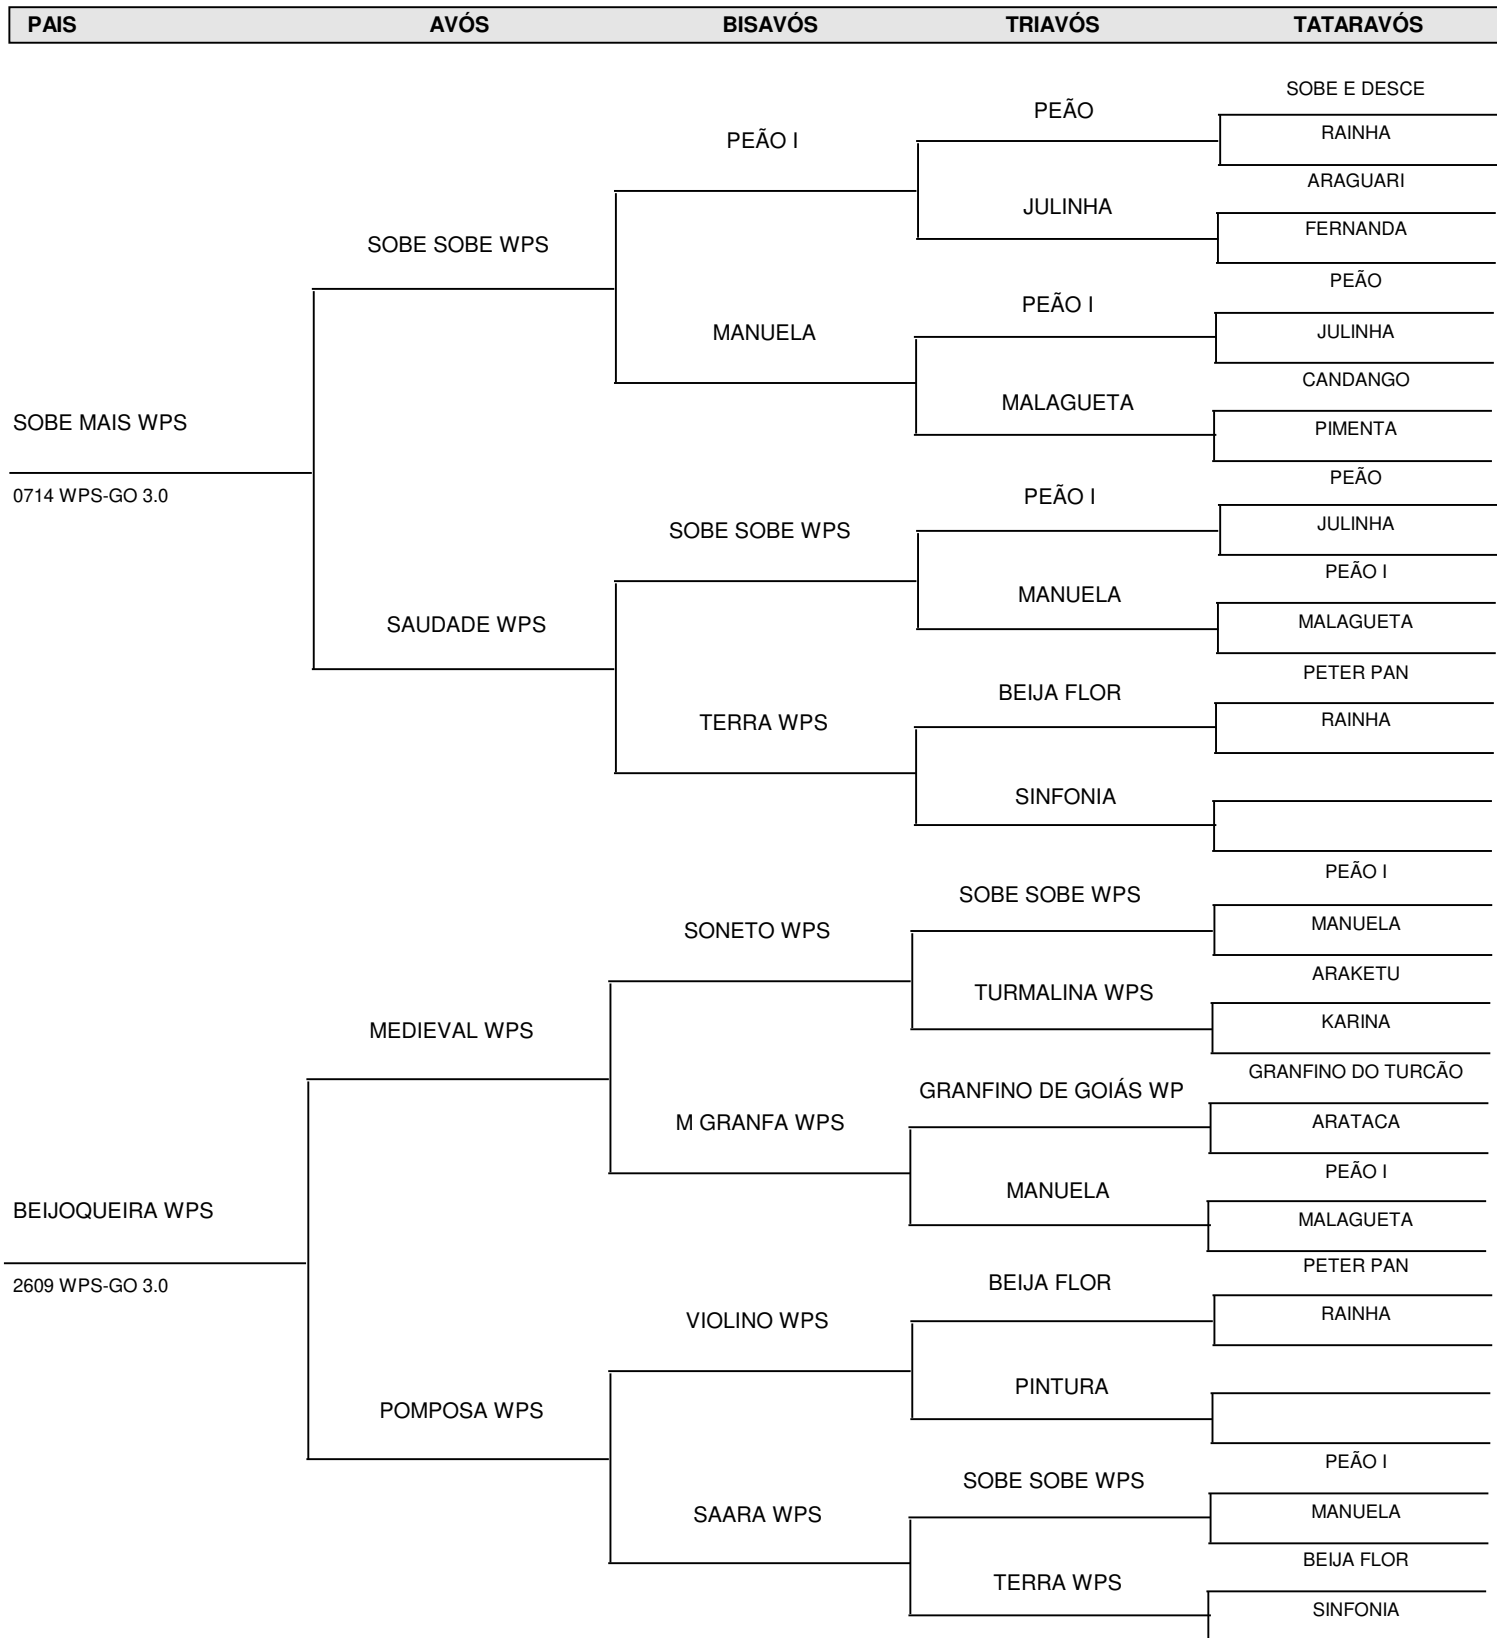 PAIS AVÓS BISAVÓS TRIAVÓS TATARAVÓS
SOBE E DESCE
PEÃO
RAINHA
PEÃO I
ARAGUARI
JULINHA
FERNANDA
SOBE SOBE WPS
PEÃO
PEÃO I
JULINHA
MANUELA
CANDANGO
MALAGUETA
SOBE MAIS WPS
PIMENTA
PEÃO
0714 WPS-GO 3.0
PEÃO I
JULINHA
SOBE SOBE WPS
PEÃO I
MANUELA
MALAGUETA
SAUDADE WPS
PETER PAN
BEIJA FLOR
RAINHA
TERRA WPS
SINFONIA
PEÃO I
SOBE SOBE WPS
MANUELA
SONETO WPS
ARAKETU
TURMALINA WPS
KARINA
MEDIEVAL WPS
GRANFINO DO TURCÃO
GRANFINO DE GOIÁS WP
ARATACA
M GRANFA WPS
PEÃO I
MANUELA
BEIJOQUEIRA WPS
MALAGUETA
PETER PAN
2609 WPS-GO 3.0
BEIJA FLOR
RAINHA
VIOLINO WPS
PINTURA
POMPOSA WPS
PEÃO I
SOBE SOBE WPS
MANUELA
SAARA WPS
BEIJA FLOR
TERRA WPS
SINFONIA